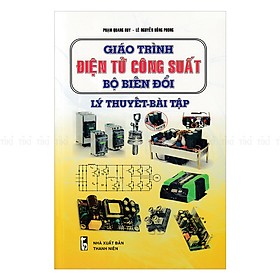 PHẠM QUANG HUY - LÊ NGUYỄN HỒNG PHONG
GIÁO TRÌNH
ĐIỆN TỬ CÔNG SUẤT
BỘ BIẾN ĐỔI
LÝ THUYẾT-BÀI TẬP
NHÀ XUẤT BẢN
THANH NIÊN